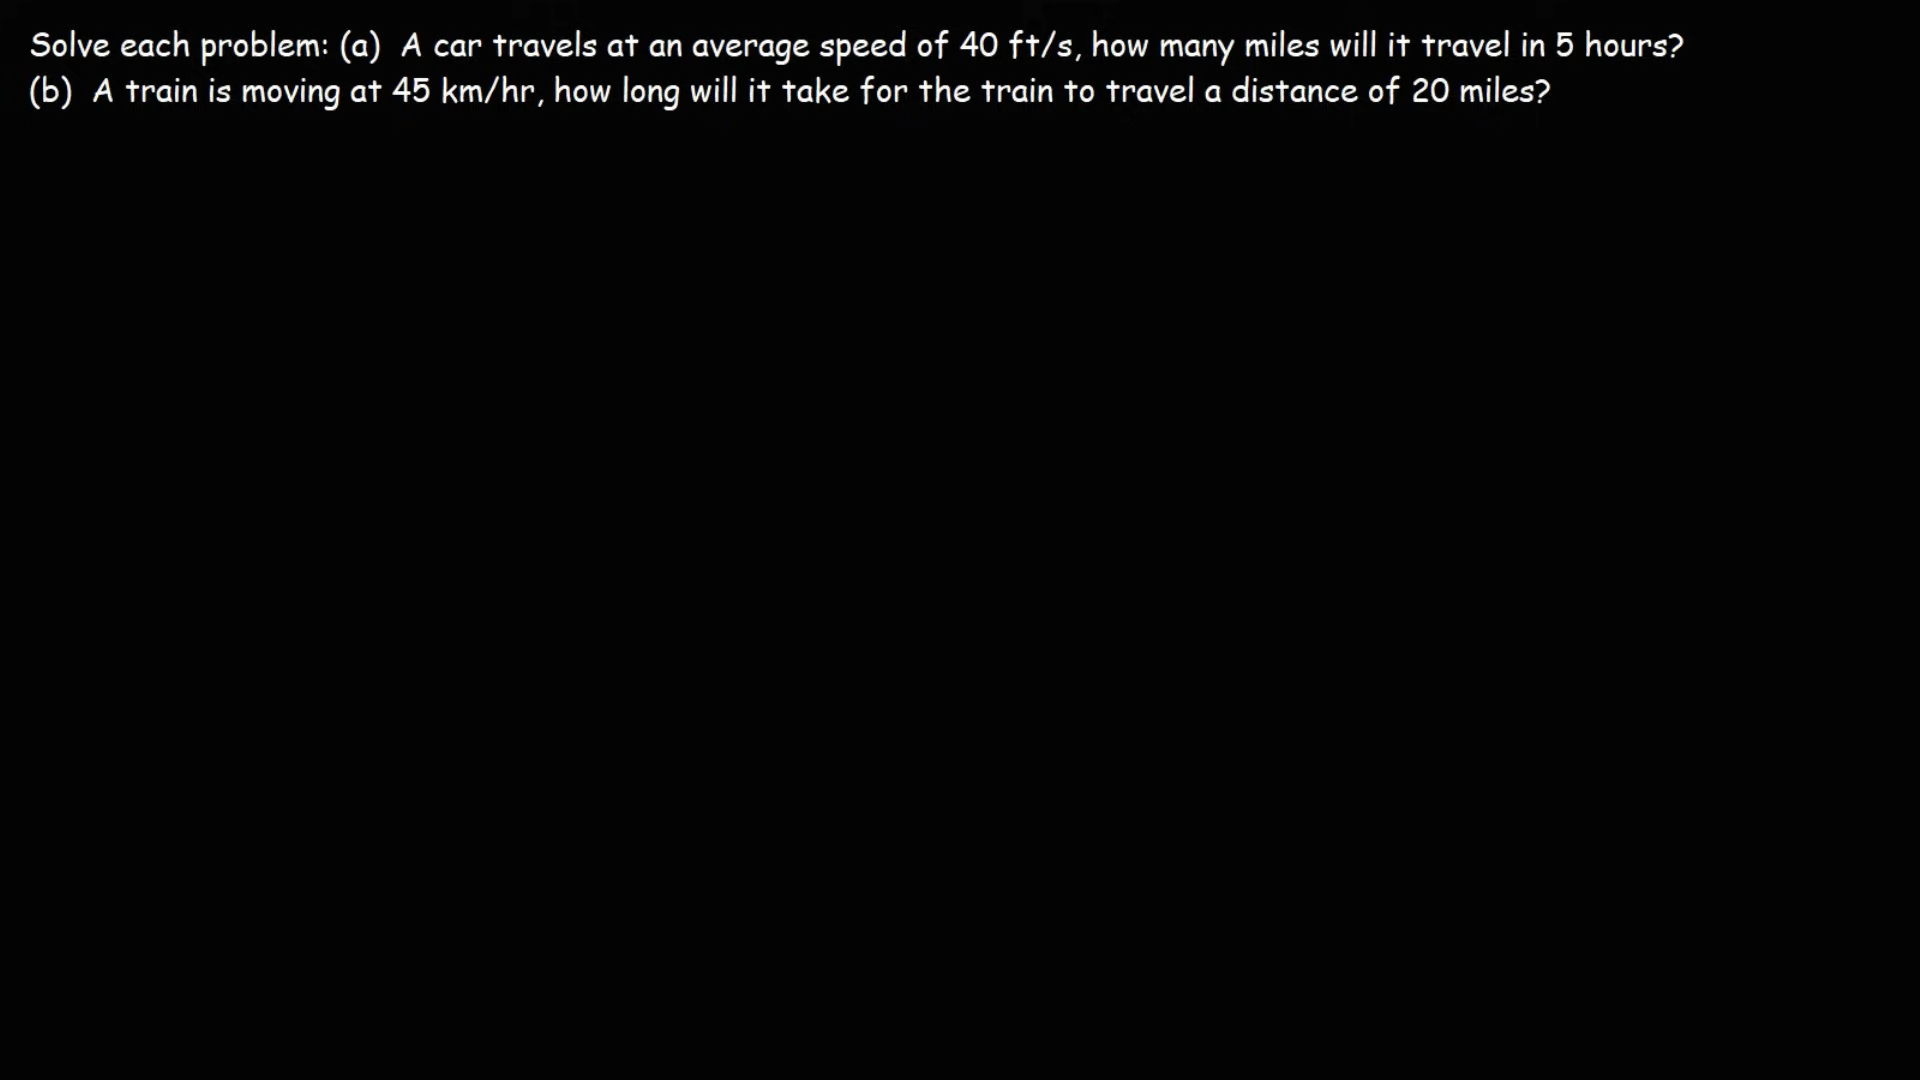 Solve each problem: (a) A car travels at an average speed of 40 ft/s, how many miles will it travel in 5 hours?
(b) A train is moving at 45 km/hr, how long will it take for the train to travel a distance of 20 miles?